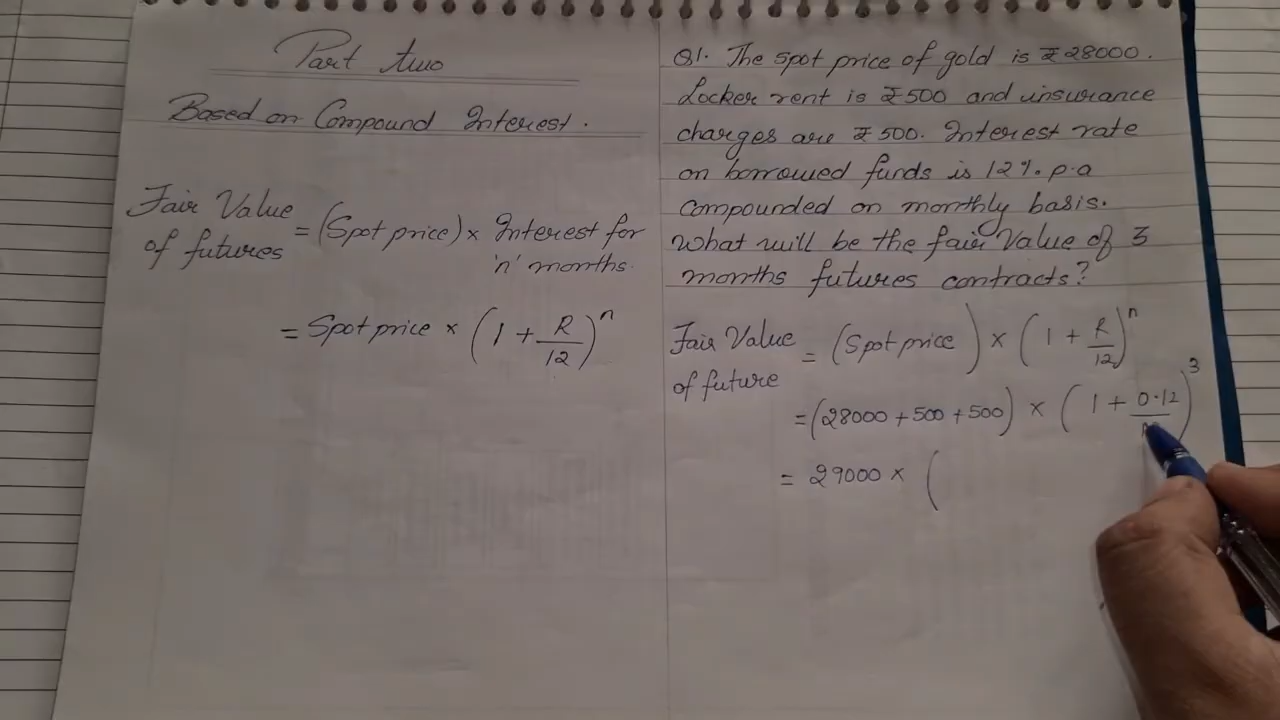 Part two
Based on Compound Interest.
Fair Value of futures = (Spot price) × Interest for 'n' months.
= Spot price × (1 + R/12)^n
Q1. The spot price of gold is ₹28000.
Locker rent is ₹500 and insurance
charges are ₹500. Interest rate
on borrowed funds is 12% p.a
compounded on monthly basis.
What will be the fair Value of 3
months futures contracts?
Fair Value of future = (Spot price) × (1 + R/12)^n
= (28000 + 500 + 500) × (1 + 0.12/)^3
= 29000 × (